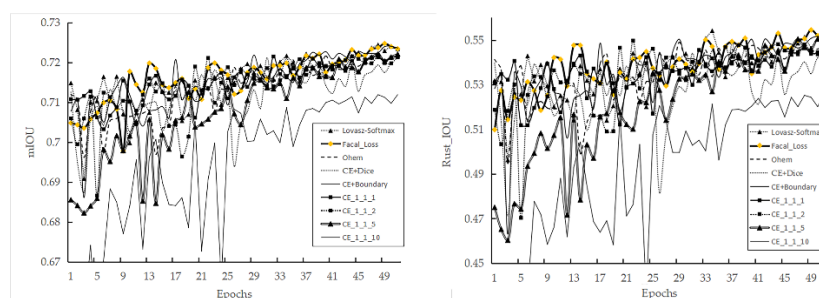 0.73
0.72
0.71
0.7
0.69
0.68
0.67
mIOU
1 5 9 13 17 21 25 29 33 37 41 45 49
Epochs
Lovasz-Softmax
Facal_Loss
Ohem
CE+Dice
CE+Boundary
CE_1_1_1
CE_1_1_2
CE_1_1_5
CE_1_1_10
0.55
0.53
0.51
0.49
0.47
0.45
Rust_IOU
1 5 9 13 17 21 25 29 33 37 41 45 49
Epochs
Lovasz-Softmax
Facal_Loss
Ohem
CE+Dice
CE+Boundary
CE_1_1_1
CE_1_1_2
CE_1_1_5
CE_1_1_10